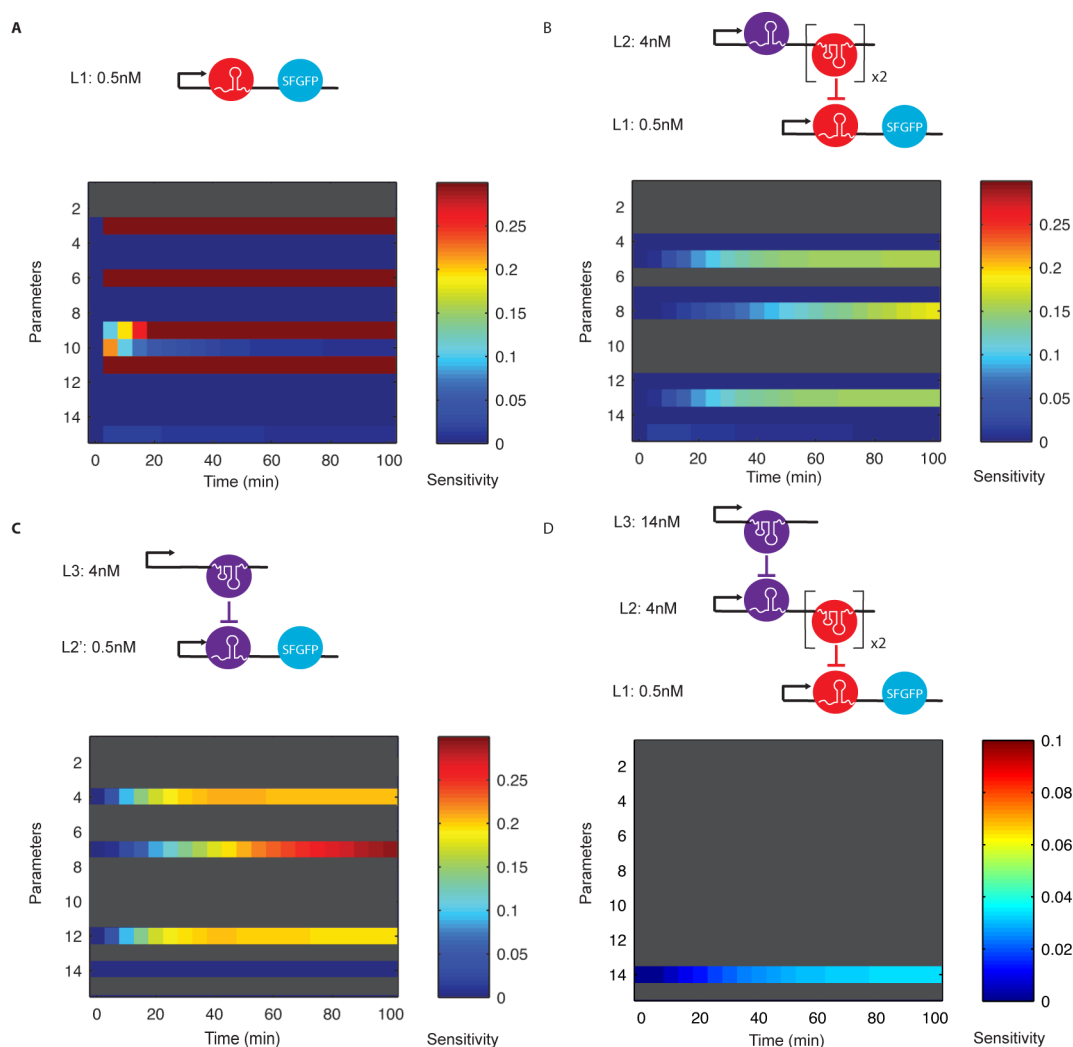 A
L1: 0.5nM
SFGFP
2
4
6
8
10
12
14
Parameters
0
20
40
60
80
100
Time (min)
0.25
0.2
0.15
0.1
0.05
0
Sensitivity
B
L2: 4nM
x2
L1: 0.5nM
SFGFP
2
4
6
8
10
12
14
Parameters
0
20
40
60
80
100
Time (min)
0.25
0.2
0.15
0.1
0.05
0
Sensitivity
C
L3: 4nM
L2': 0.5nM
SFGFP
2
4
6
8
10
12
14
Parameters
0
20
40
60
80
100
Time (min)
0.25
0.2
0.15
0.1
0.05
0
Sensitivity
D
L3: 14nM
L2: 4nM
x2
L1: 0.5nM
SFGFP
2
4
6
8
10
12
14
Parameters
0
20
40
60
80
100
Time (min)
0.1
0.08
0.06
0.04
0.02
0
Sensitivity